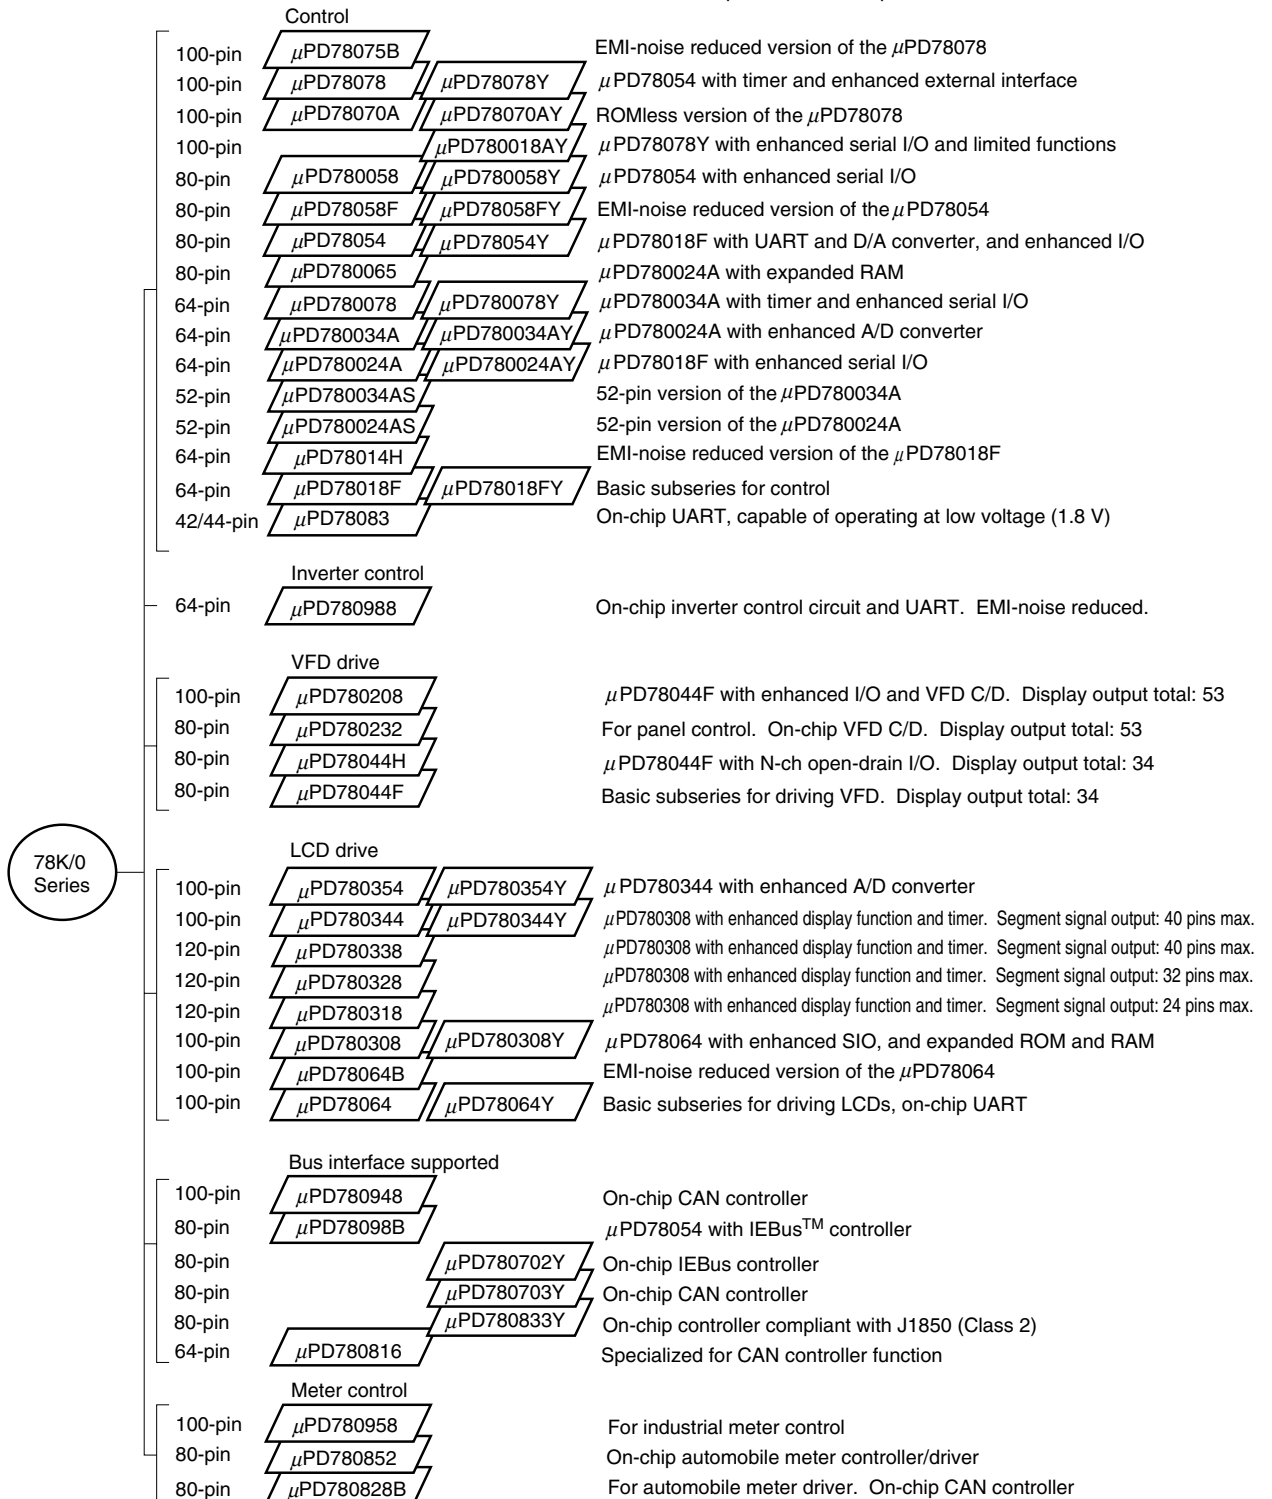 Control
100-pin μPD78075B EMI-noise reduced version of the μPD78078
100-pin μPD78078 μPD78078Y μPD78054 with timer and enhanced external interface
100-pin μPD78070A μPD78070AY ROMless version of the μPD78078
100-pin μPD780018AY μPD78078Y with enhanced serial I/O and limited functions
80-pin μPD780058 μPD780058Y μPD78054 with enhanced serial I/O
80-pin μPD78058F μPD78058FY EMI-noise reduced version of the μPD78054
80-pin μPD78054 μPD78054Y μPD78018F with UART and D/A converter, and enhanced I/O
80-pin μPD780065 μPD780024A with expanded RAM
64-pin μPD780078 μPD780078Y μPD780034A with timer and enhanced serial I/O
64-pin μPD780034A μPD780034AY μPD780024A with enhanced A/D converter
64-pin μPD780024A μPD780024AY μPD78018F with enhanced serial I/O
52-pin μPD780034AS 52-pin version of the μPD780034A
52-pin μPD780024AS 52-pin version of the μPD780024A
64-pin μPD78014H EMI-noise reduced version of the μPD78018F
64-pin μPD78018F μPD78018FY Basic subseries for control
42/44-pin μPD78083 On-chip UART, capable of operating at low voltage (1.8 V)
Inverter control
64-pin μPD780988 On-chip inverter control circuit and UART. EMI-noise reduced.
VFD drive
100-pin μPD780208 μPD78044F with enhanced I/O and VFD C/D. Display output total: 53
80-pin μPD780232 For panel control. On-chip VFD C/D. Display output total: 53
80-pin μPD78044H μPD78044F with N-ch open-drain I/O. Display output total: 34
80-pin μPD78044F Basic subseries for driving VFD. Display output total: 34
78K/0
Series
LCD drive
100-pin μPD780354 μPD780354Y μPD780344 with enhanced A/D converter
100-pin μPD780344 μPD780344Y μPD780308 with enhanced display function and timer. Segment signal output: 40 pins max.
120-pin μPD780338 μPD780308 with enhanced display function and timer. Segment signal output: 40 pins max.
120-pin μPD780328 μPD780308 with enhanced display function and timer. Segment signal output: 32 pins max.
120-pin μPD780318 μPD780308 with enhanced display function and timer. Segment signal output: 24 pins max.
100-pin μPD780308 μPD780308Y μPD78064 with enhanced SIO, and expanded ROM and RAM
100-pin μPD78064B EMI-noise reduced version of the μPD78064
100-pin μPD78064 μPD78064Y Basic subseries for driving LCDs, on-chip UART
Bus interface supported
100-pin μPD780948 On-chip CAN controller
80-pin μPD78098B μPD78054 with IEBus™ controller
80-pin μPD780702Y On-chip IEBus controller
80-pin μPD780703Y On-chip CAN controller
80-pin μPD780833Y On-chip controller compliant with J1850 (Class 2)
64-pin μPD780816 Specialized for CAN controller function
Meter control
100-pin μPD780958 For industrial meter control
80-pin μPD780852 On-chip automobile meter controller/driver
80-pin μPD780828B For automobile meter driver. On-chip CAN controller